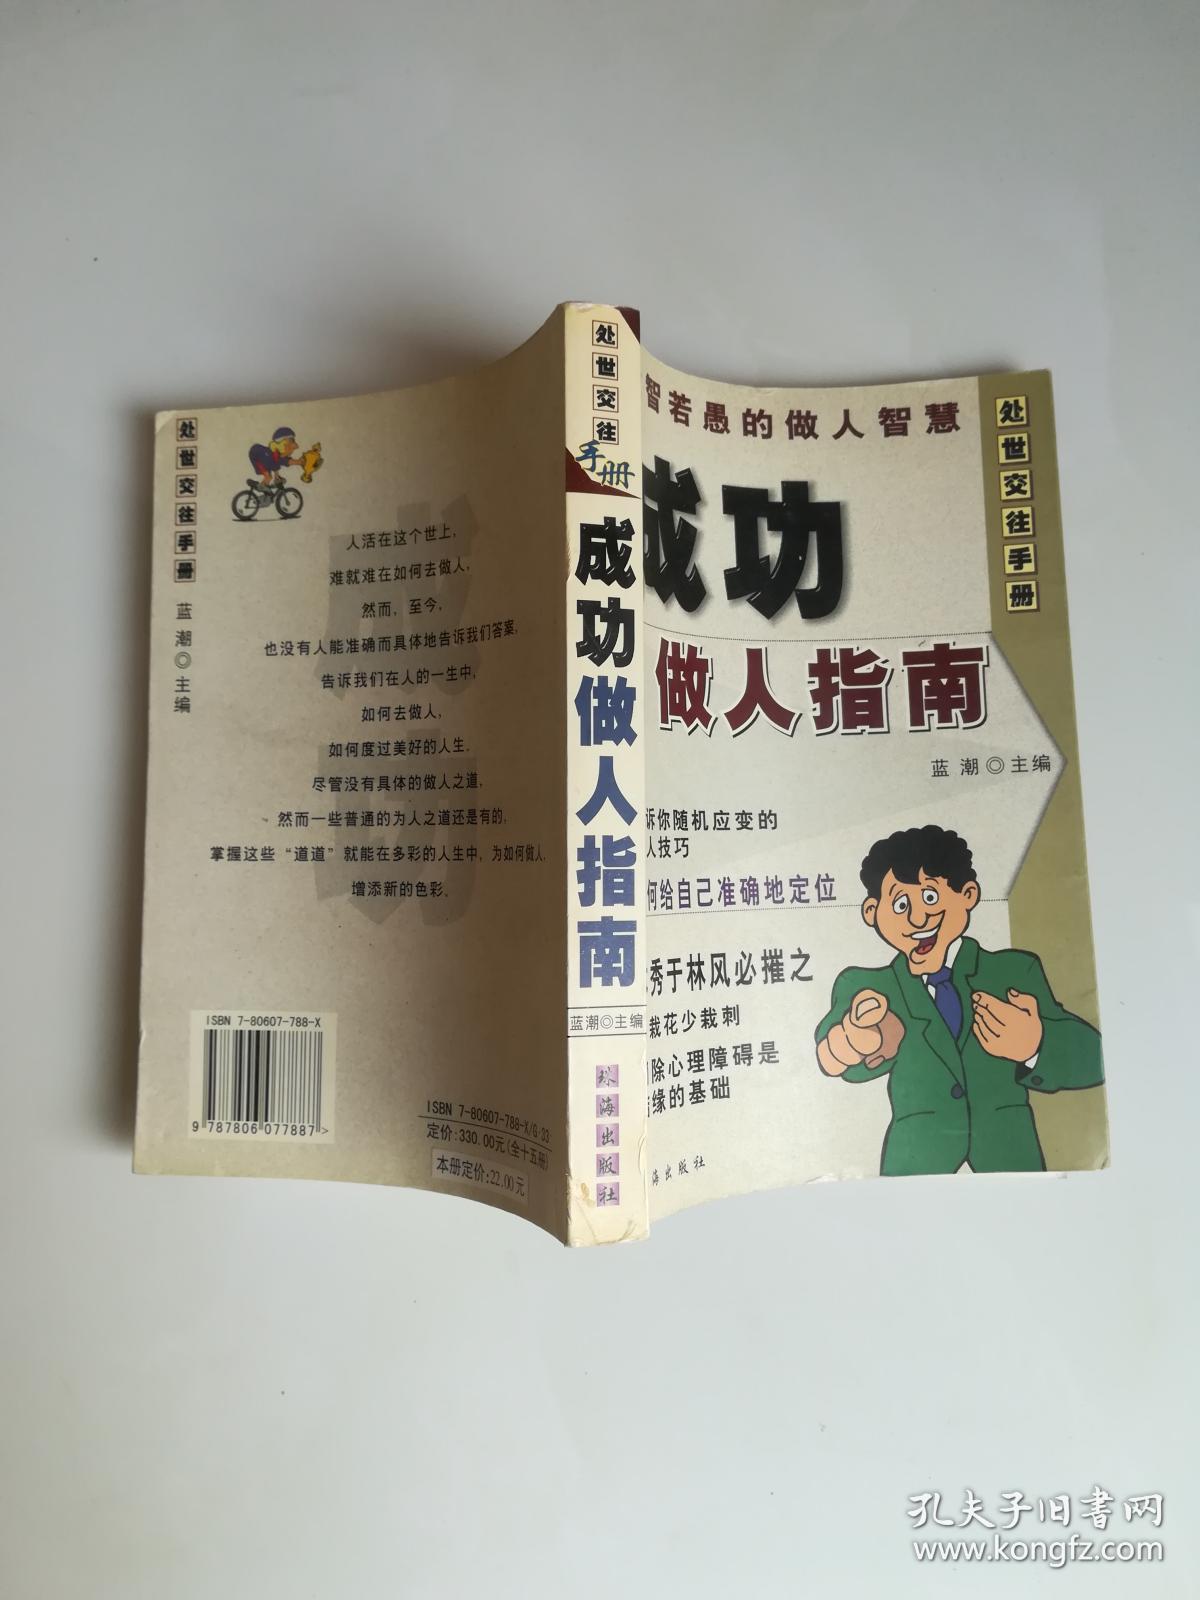 处世交往手册
蓝潮◎主编
人活在这个世上,
难就难在如何去做人,
然而,至今,
也没有人能准确而具体地告诉我们答案,
告诉我们在人的一生中,
如何去做人,
如何度过美好的人生.
尽管没有具体的做人之道,
然而一些普通的为人之道还是有的,
掌握这些“道道”就能在多彩的人生中,为如何做人,
增添新的色彩.
成功
ISBN 7-80607-788-X
9 787806 077887>
ISBN 7-80607-788-X/G·33
定价:330.00元(全十五册)
本册定价:22.00元
处世交往
手册
成功做人指南
蓝潮◎主编
珠海出版社
智若愚的做人智慧
成功
做人指南
处世交往手册
蓝潮◎主编
诉你随机应变的
人技巧
何给自己准确地定位
秀于林风必摧之
栽花少栽刺
除心理障碍是
缘的基础
海出版社
孔夫子旧书网
www.kongfz.com